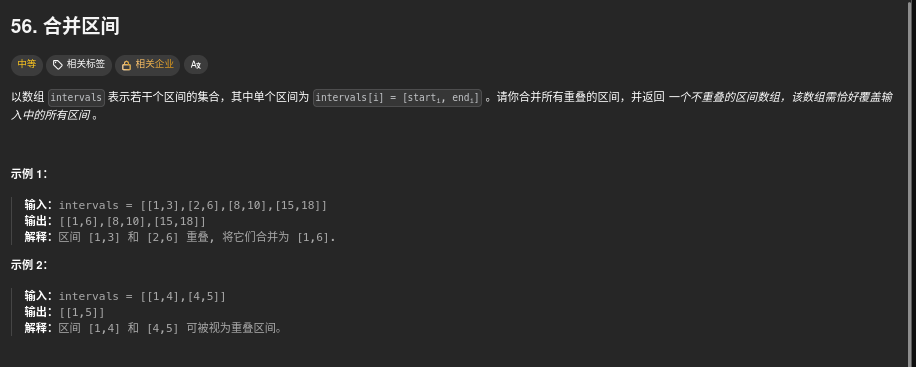 56. 合并区间
中等 相关标签 相关企业 Az
以数组 intervals 表示若干个区间的集合，其中单个区间为 intervals[i] = [starti, endi] 。请你合并所有重叠的区间，并返回 一个不重叠的区间数组，该数组需恰好覆盖输
入中的所有区间 。
示例 1：
输入：intervals = [[1,3],[2,6],[8,10],[15,18]]
输出：[[1,6],[8,10],[15,18]]
解释：区间 [1,3] 和 [2,6] 重叠, 将它们合并为 [1,6].
示例 2：
输入：intervals = [[1,4],[4,5]]
输出：[[1,5]]
解释：区间 [1,4] 和 [4,5] 可被视为重叠区间。